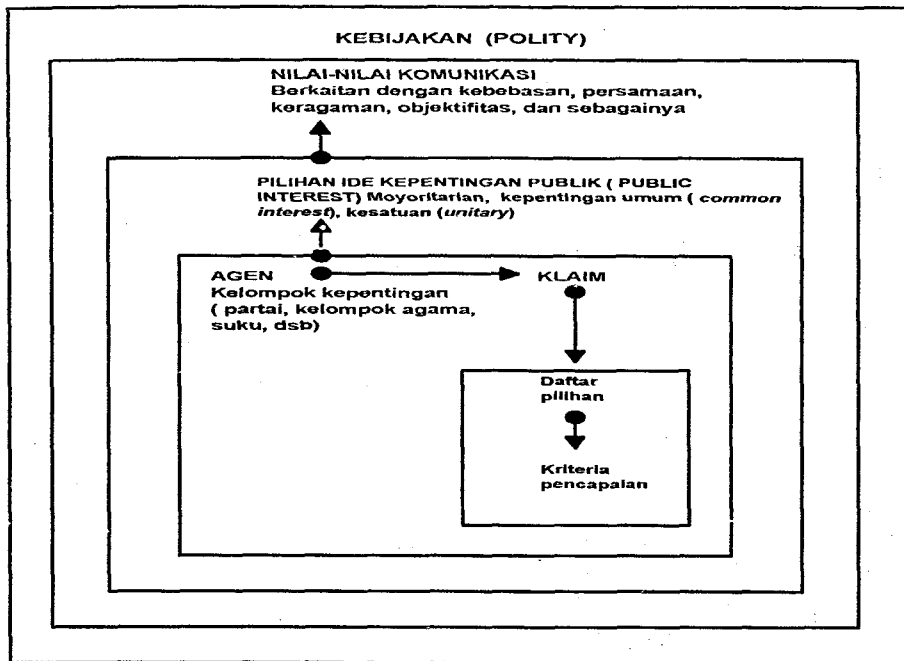 KEBIJAKAN (POLITY)
NILAI-NILAI KOMUNIKASI
Berkaitan dengan kebebasan, persamaan,
keragaman, objektifitas, dan sebagainya
PILIHAN IDE KEPENTINGAN PUBLIK ( PUBLIC
INTEREST) Moyoritarian, kepentingan umum ( common
interest), kesatuan (unitary)
AGEN
Kelompok kepentingan
( partai, kelompok agama,
suku, dsb)
KLAIM
Daftar
pilihan
Kriteria
pencapaian